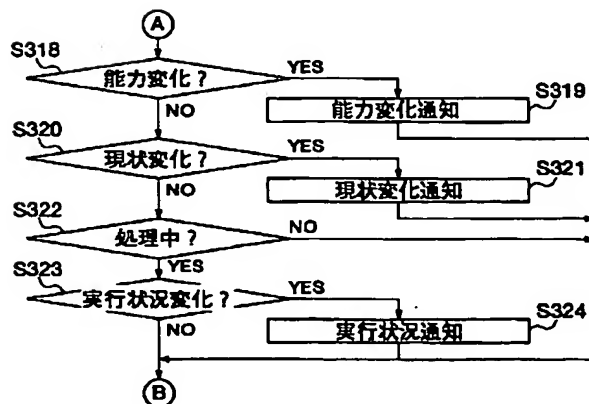 A
S318
能力変化？
YES
S319
能力変化通知
NO
S320
現状変化？
YES
S321
現状変化通知
NO
S322
処理中？
NO
YES
S323
実行状況変化？
YES
S324
実行状況通知
NO
B